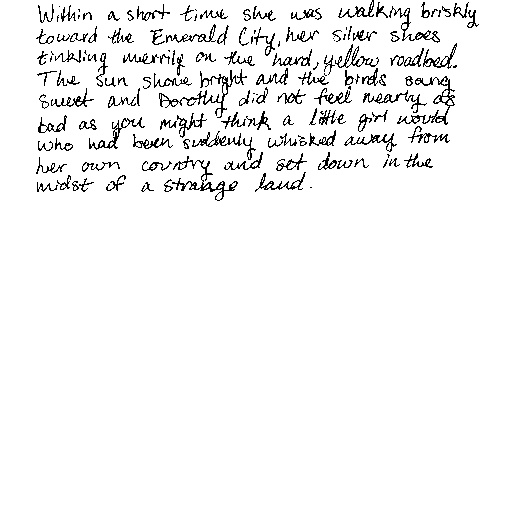 Within a short time she was walking briskly
toward the Emerald City, her silver shoes
tinkling merrily on the hard, yellow roadbed.
The sun shone bright and the birds sang
sweet and Dorothy did not feel nearly as
bad as you might think a little girl would
who had been suddenly whisked away from
her own country and set down in the
midst of a strange land.